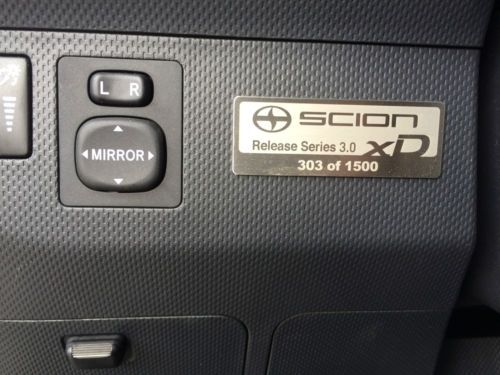 L R
MIRROR
SCION
Release Series 3.0 xD
303 of 1500